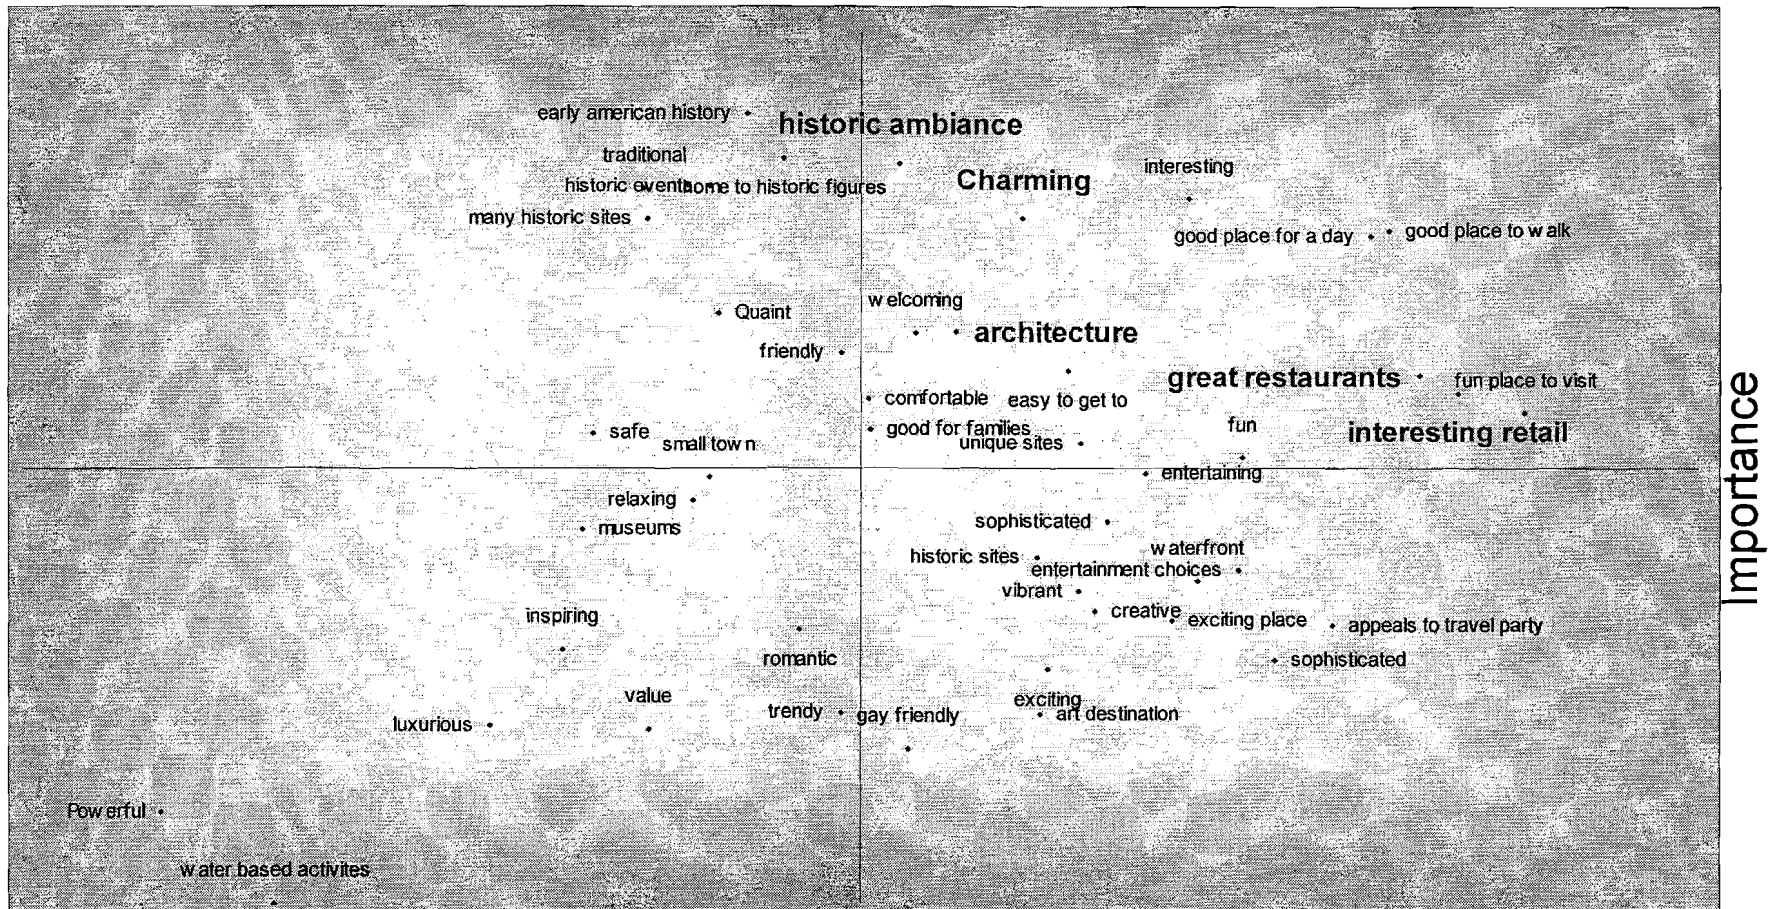 early american history
historic ambiance
traditional
interesting
historic events
home to historic figures
Charming
many historic sites
good place for a day
good place to walk
welcoming
Quaint
architecture
friendly
great restaurants
fun place to visit
comfortable
easy to get to
good for families
fun
safe
interesting retail
small town
unique sites
entertaining
relaxing
sophisticated
museums
waterfront
historic sites
entertainment choices
vibrant
creative
inspiring
exciting place
appeals to travel party
romantic
sophisticated
value
exciting
trendy
gay friendly
art destination
luxurious
Powerful
water based activites
Importance